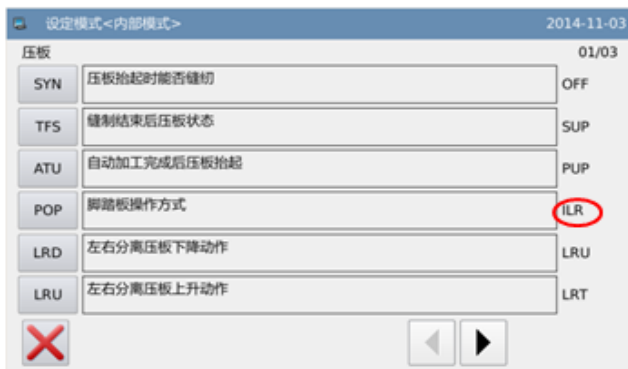 设定模式<内部模式> 2014-11-03
压板 01/03
SYN 压板抬起时能否缝纫 OFF
TFS 缝制结束后压板状态 SUP
ATU 自动加工完成后压板抬起 PUP
POP 脚踏板操作方式 ILR
LRD 左右分离压板下降动作 LRU
LRU 左右分离压板上升动作 LRT